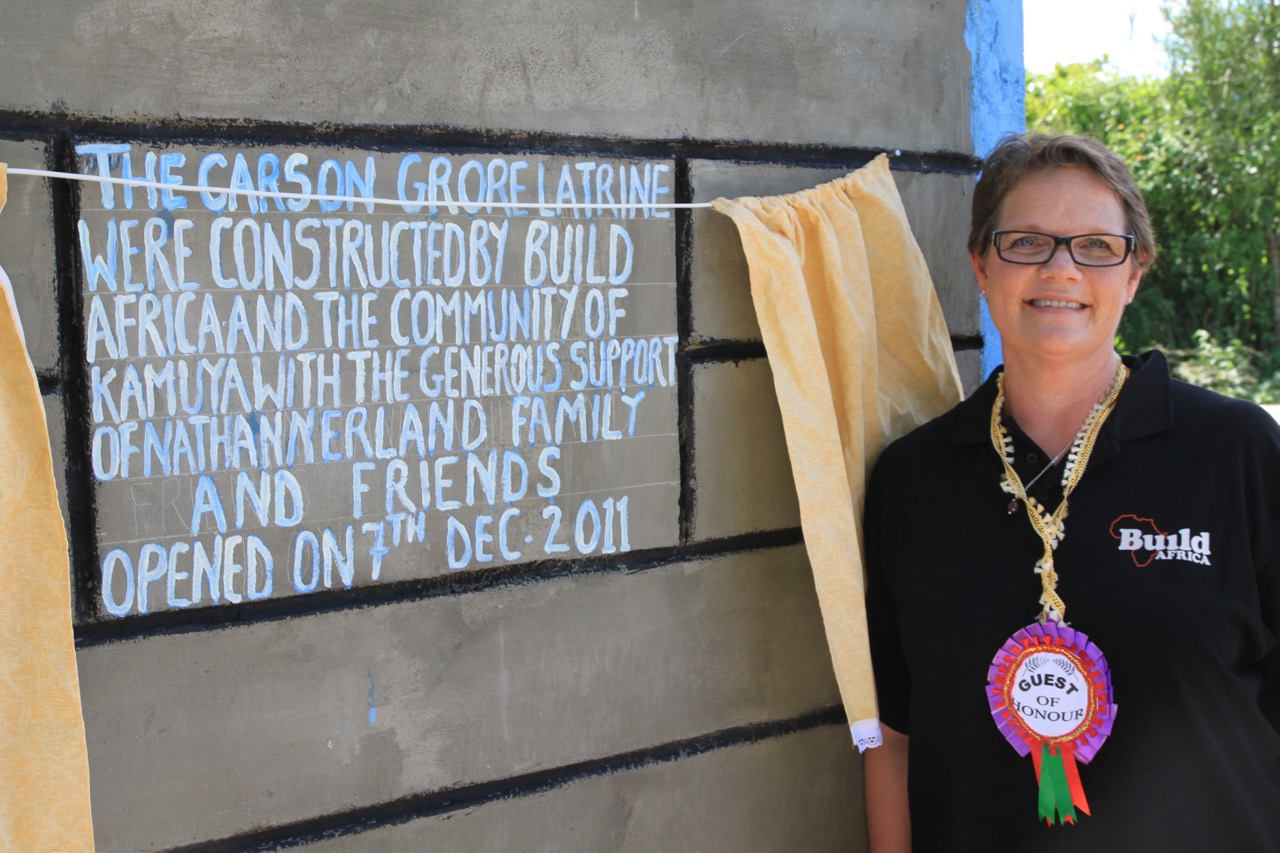 THE CARSON GRORE LATRINE
WERE CONSTRUCTED BY BUILD
AFRICA AND THE COMMUNITY OF
KAMUYA WITH THE GENEROUS SUPPORT
OF NATHAN NERLAND FAMILY
AND FRIENDS
OPENED ON 7TH DEC. 2011
Build
AFRICA
GUEST
OF
HONOUR